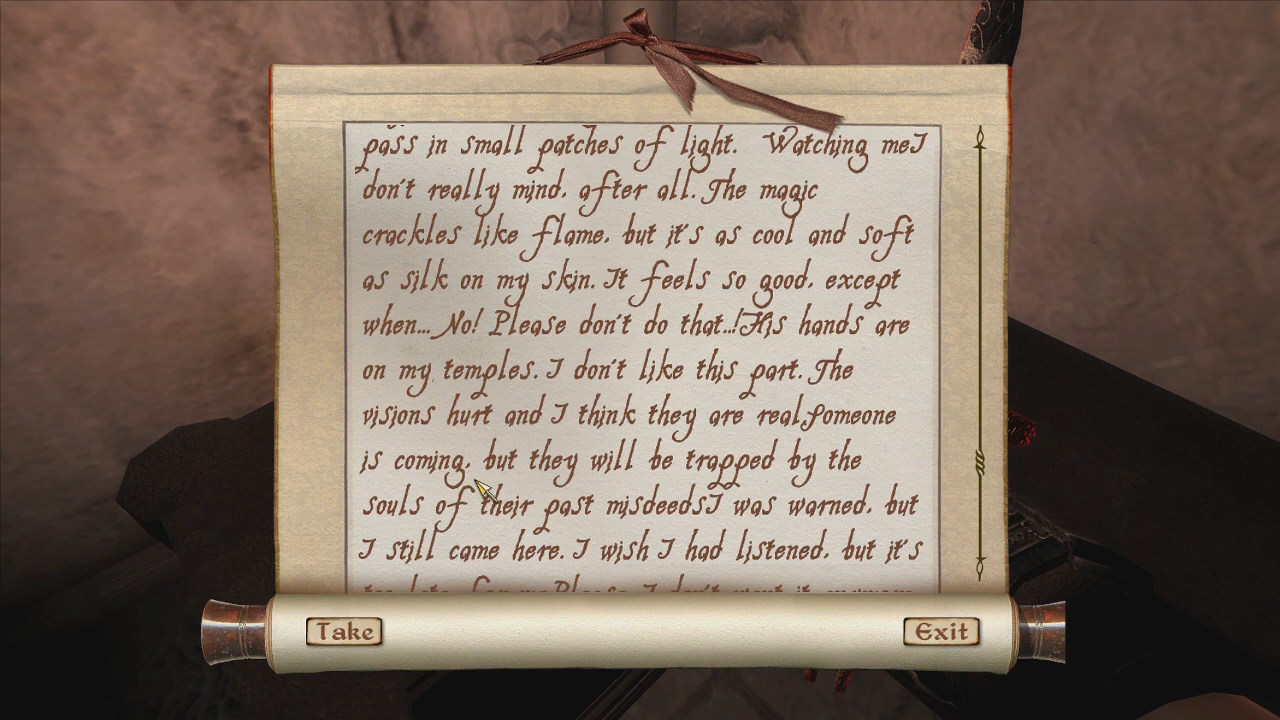 pass in small patches of light. Watching meI
don't really mind, after all. The magic
crackles like flame, but it's as cool and soft
as silk on my skin. It feels so good, except
when... No! Please don't do that...!His hands are
on my temples. I don't like this part. The
visions hurt and I think they are real.Someone
is coming, but they will be trapped by the
souls of their past misdeedsI was warned, but
I still came here. I wish I had listened, but it's
Take
Exit